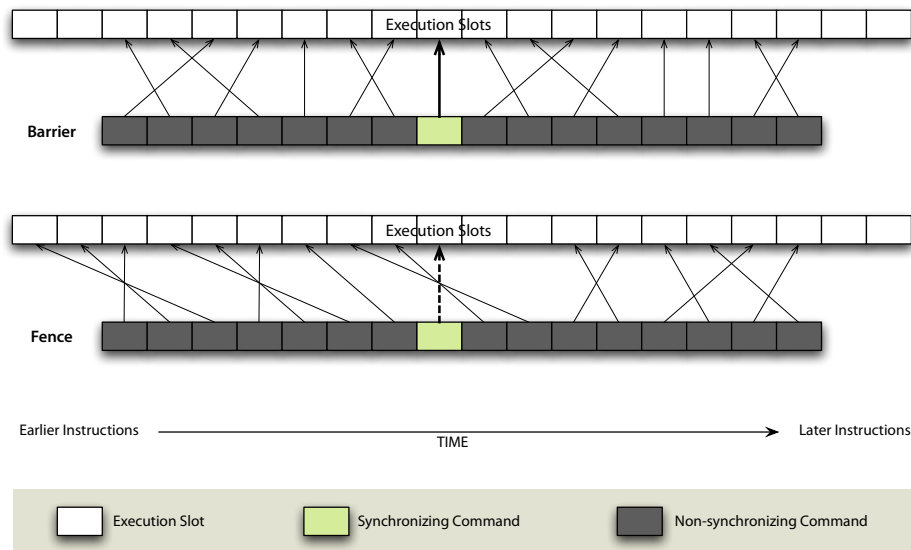 Execution Slots
Barrier
Execution Slots
Fence
Earlier Instructions
TIME
Later Instructions
Execution Slot
Synchronizing Command
Non-synchronizing Command